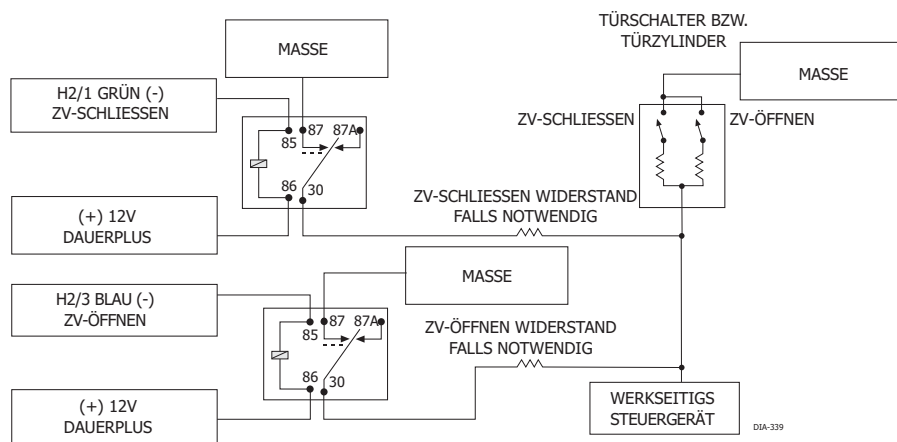 TÜRSCHALTER BZW.
TÜRZYLINDER
MASSE
MASSE
H2/1 GRÜN (-)
ZV-SCHLIESSEN
85
87
87A
86
30
ZV-SCHLIESSEN
ZV-ÖFFNEN
(+) 12V
DAUERPLUS
ZV-SCHLIESSEN WIDERSTAND
FALLS NOTWENDIG
MASSE
H2/3 BLAU (-)
ZV-ÖFFNEN
85
87
87A
86
30
ZV-ÖFFNEN WIDERSTAND
FALLS NOTWENDIG
(+) 12V
DAUERPLUS
WERKSEITIGS
STEUERGERÄT
DIA-339